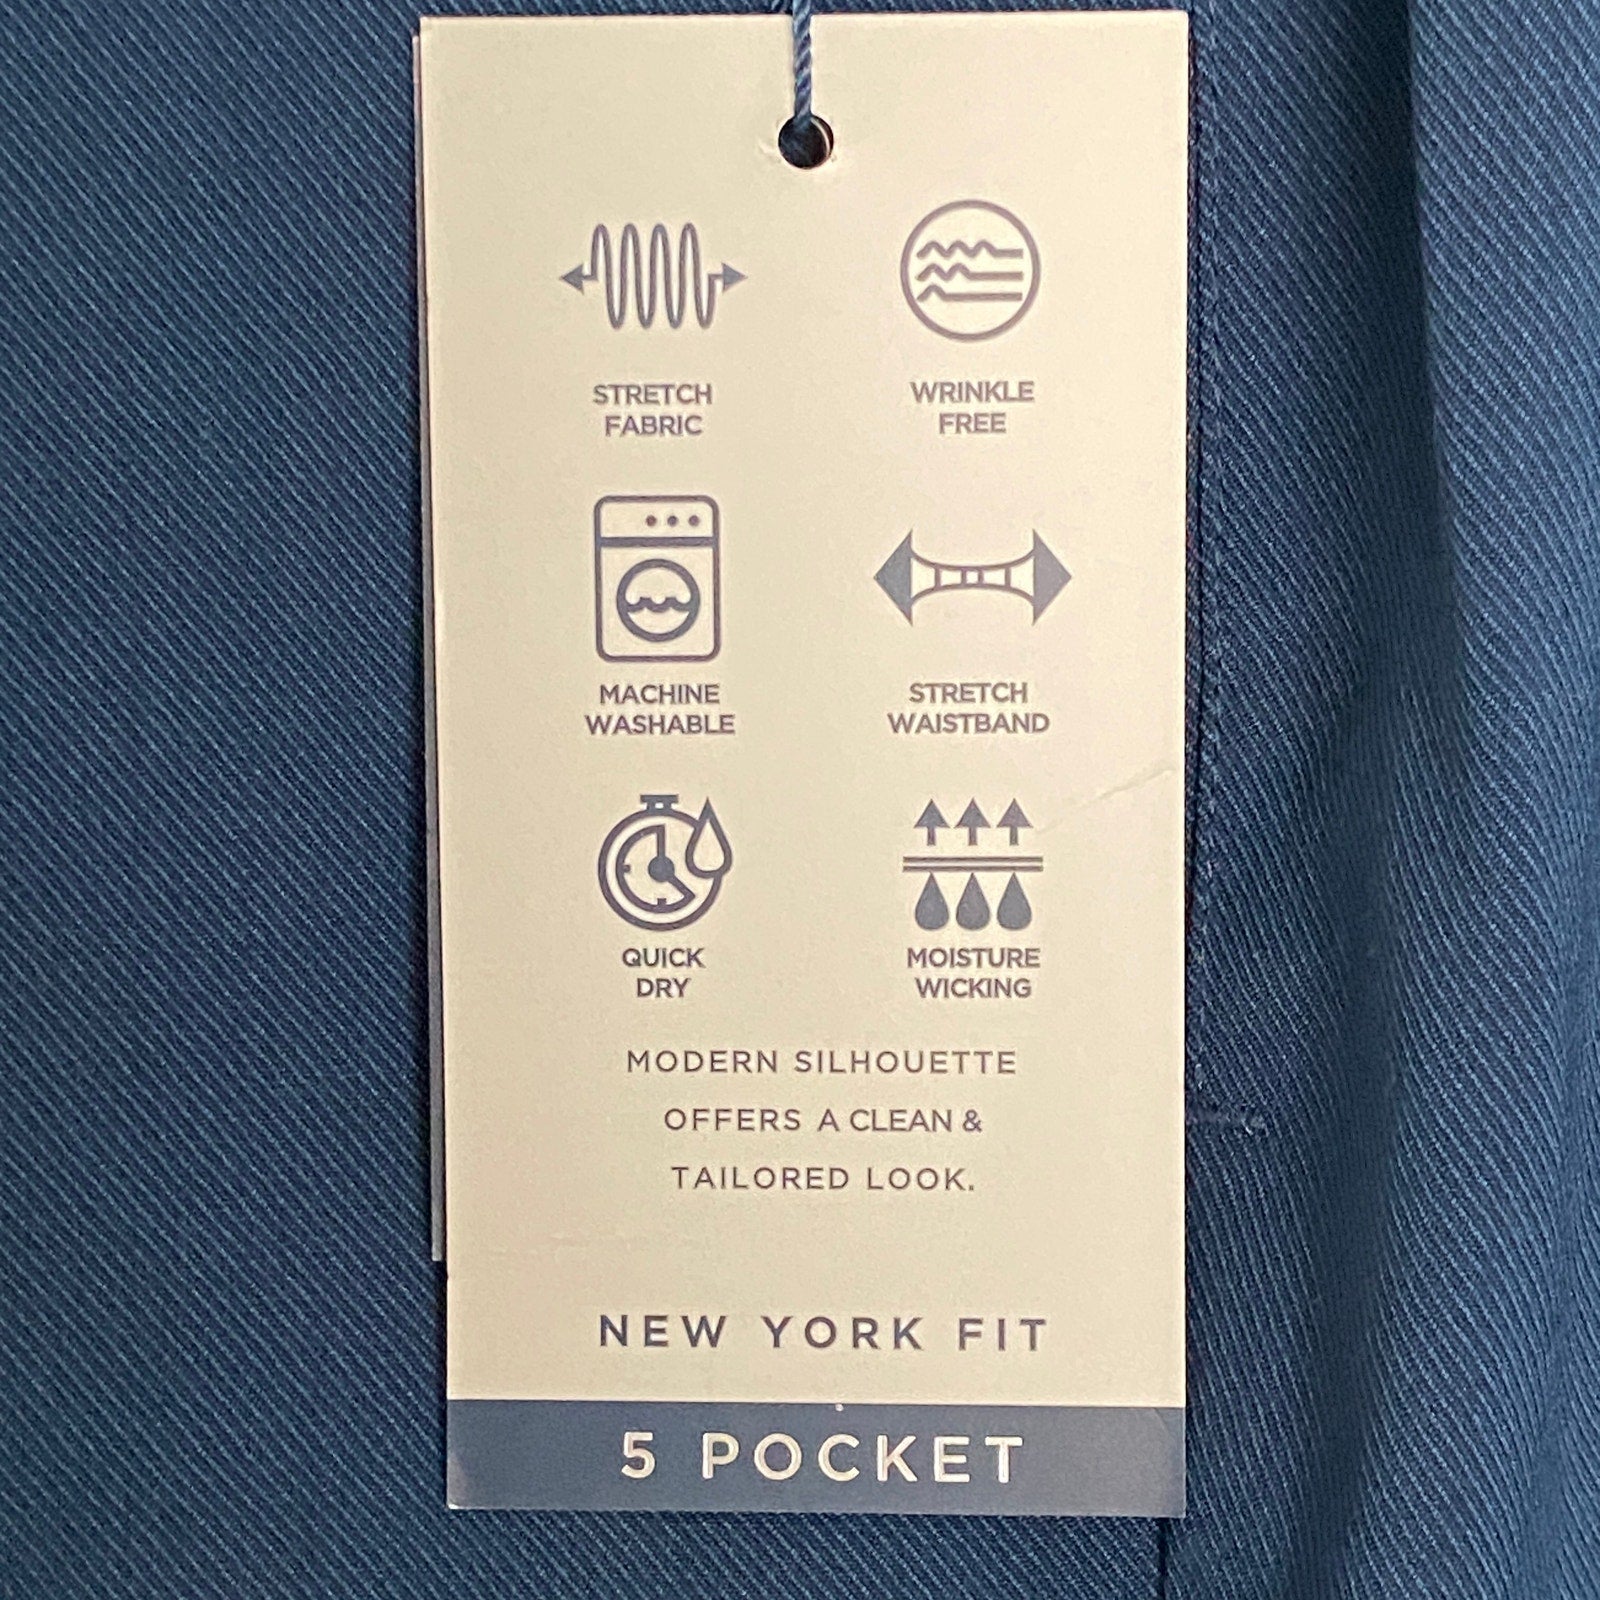 STRETCH
FABRIC
WRINKLE
FREE
MACHINE
WASHABLE
STRETCH
WAISTBAND
QUICK
DRY
MOISTURE
WICKING
MODERN SILHOUETTE
OFFERS A CLEAN &
TAILORED LOOK.
NEW YORK FIT
5 POCKET